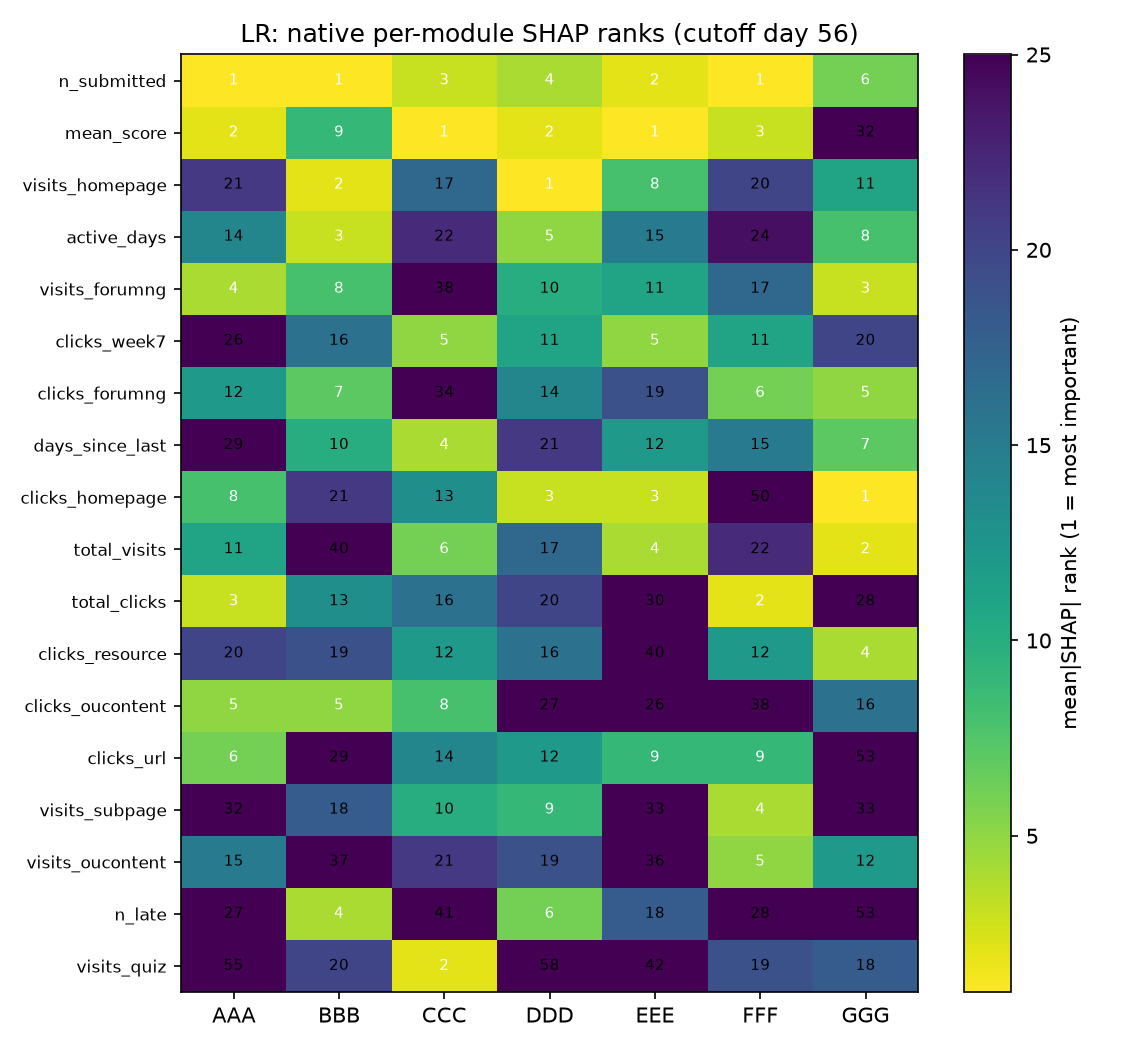 LR: native per-module SHAP ranks (cutoff day 56)
n_submitted 1 1 3 4 2 1 6
mean_score 2 9 1 2 1 3 32
visits_homepage 21 2 17 1 8 20 11
active_days 14 3 22 5 15 24 8
visits_forumng 4 8 38 10 11 17 3
clicks_week7 26 16 5 11 5 11 20
clicks_forumng 12 7 34 14 19 6 5
days_since_last 29 10 4 21 12 15 7
clicks_homepage 8 21 13 3 3 50 1
total_visits 11 40 6 17 4 22 2
total_clicks 3 13 16 20 30 2 28
clicks_resource 20 19 12 16 40 12 4
clicks_oucontent 5 5 8 27 26 38 16
clicks_url 6 29 14 12 9 9 53
visits_subpage 32 18 10 9 33 4 33
visits_oucontent 15 37 21 19 36 5 12
n_late 27 4 41 6 18 28 53
visits_quiz 55 20 2 58 42 19 18
AAA BBB CCC DDD EEE FFF GGG
25
20
15
10
5
mean|SHAP| rank (1 = most important)